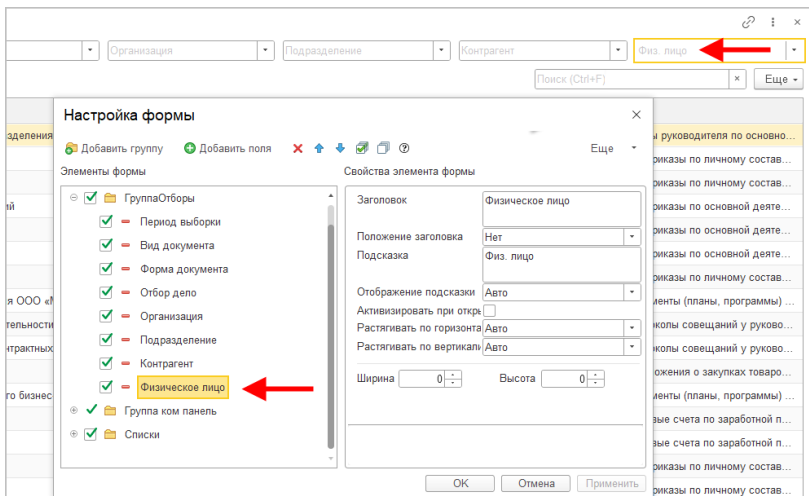 Организация
Подразделение
Контрагент
Физ. лицо
Поиск (Ctrl+F)
×
Еще
Настройка формы
Добавить группу
Добавить поля
Еще
Элементы формы
Свойства элемента формы
ГруппаОтборы
Период выборки
Вид документа
Форма документа
Отбор дело
Организация
Подразделение
Контрагент
Физическое лицо
Группа ком панель
Списки
Заголовок
Физическое лицо
Положение заголовка
Нет
Подсказка
Физ. лицо
Отображение подсказки
Авто
Активизировать при откры
Растягивать по горизонта
Авто
Растягивать по вертикали
Авто
Ширина
0
Высота
0
OK
Отмена
Применить
зделения
ий
я ООО «М
тельности
нтрактных
го бизнес
ы руководителя по основно...
риказы по личному состав...
риказы по личному состав...
риказы по основной деяте...
риказы по основной деяте...
риказы по основной деяте...
риказы по личному состав...
менты (планы, программы) ...
околы совещаний у руково...
околы совещаний у руково...
ожения о закупках товаро...
менты (планы, программы) ...
вые счета по заработной п...
вые счета по заработной п...
риказы по личному состав...
риказы по личному состав...